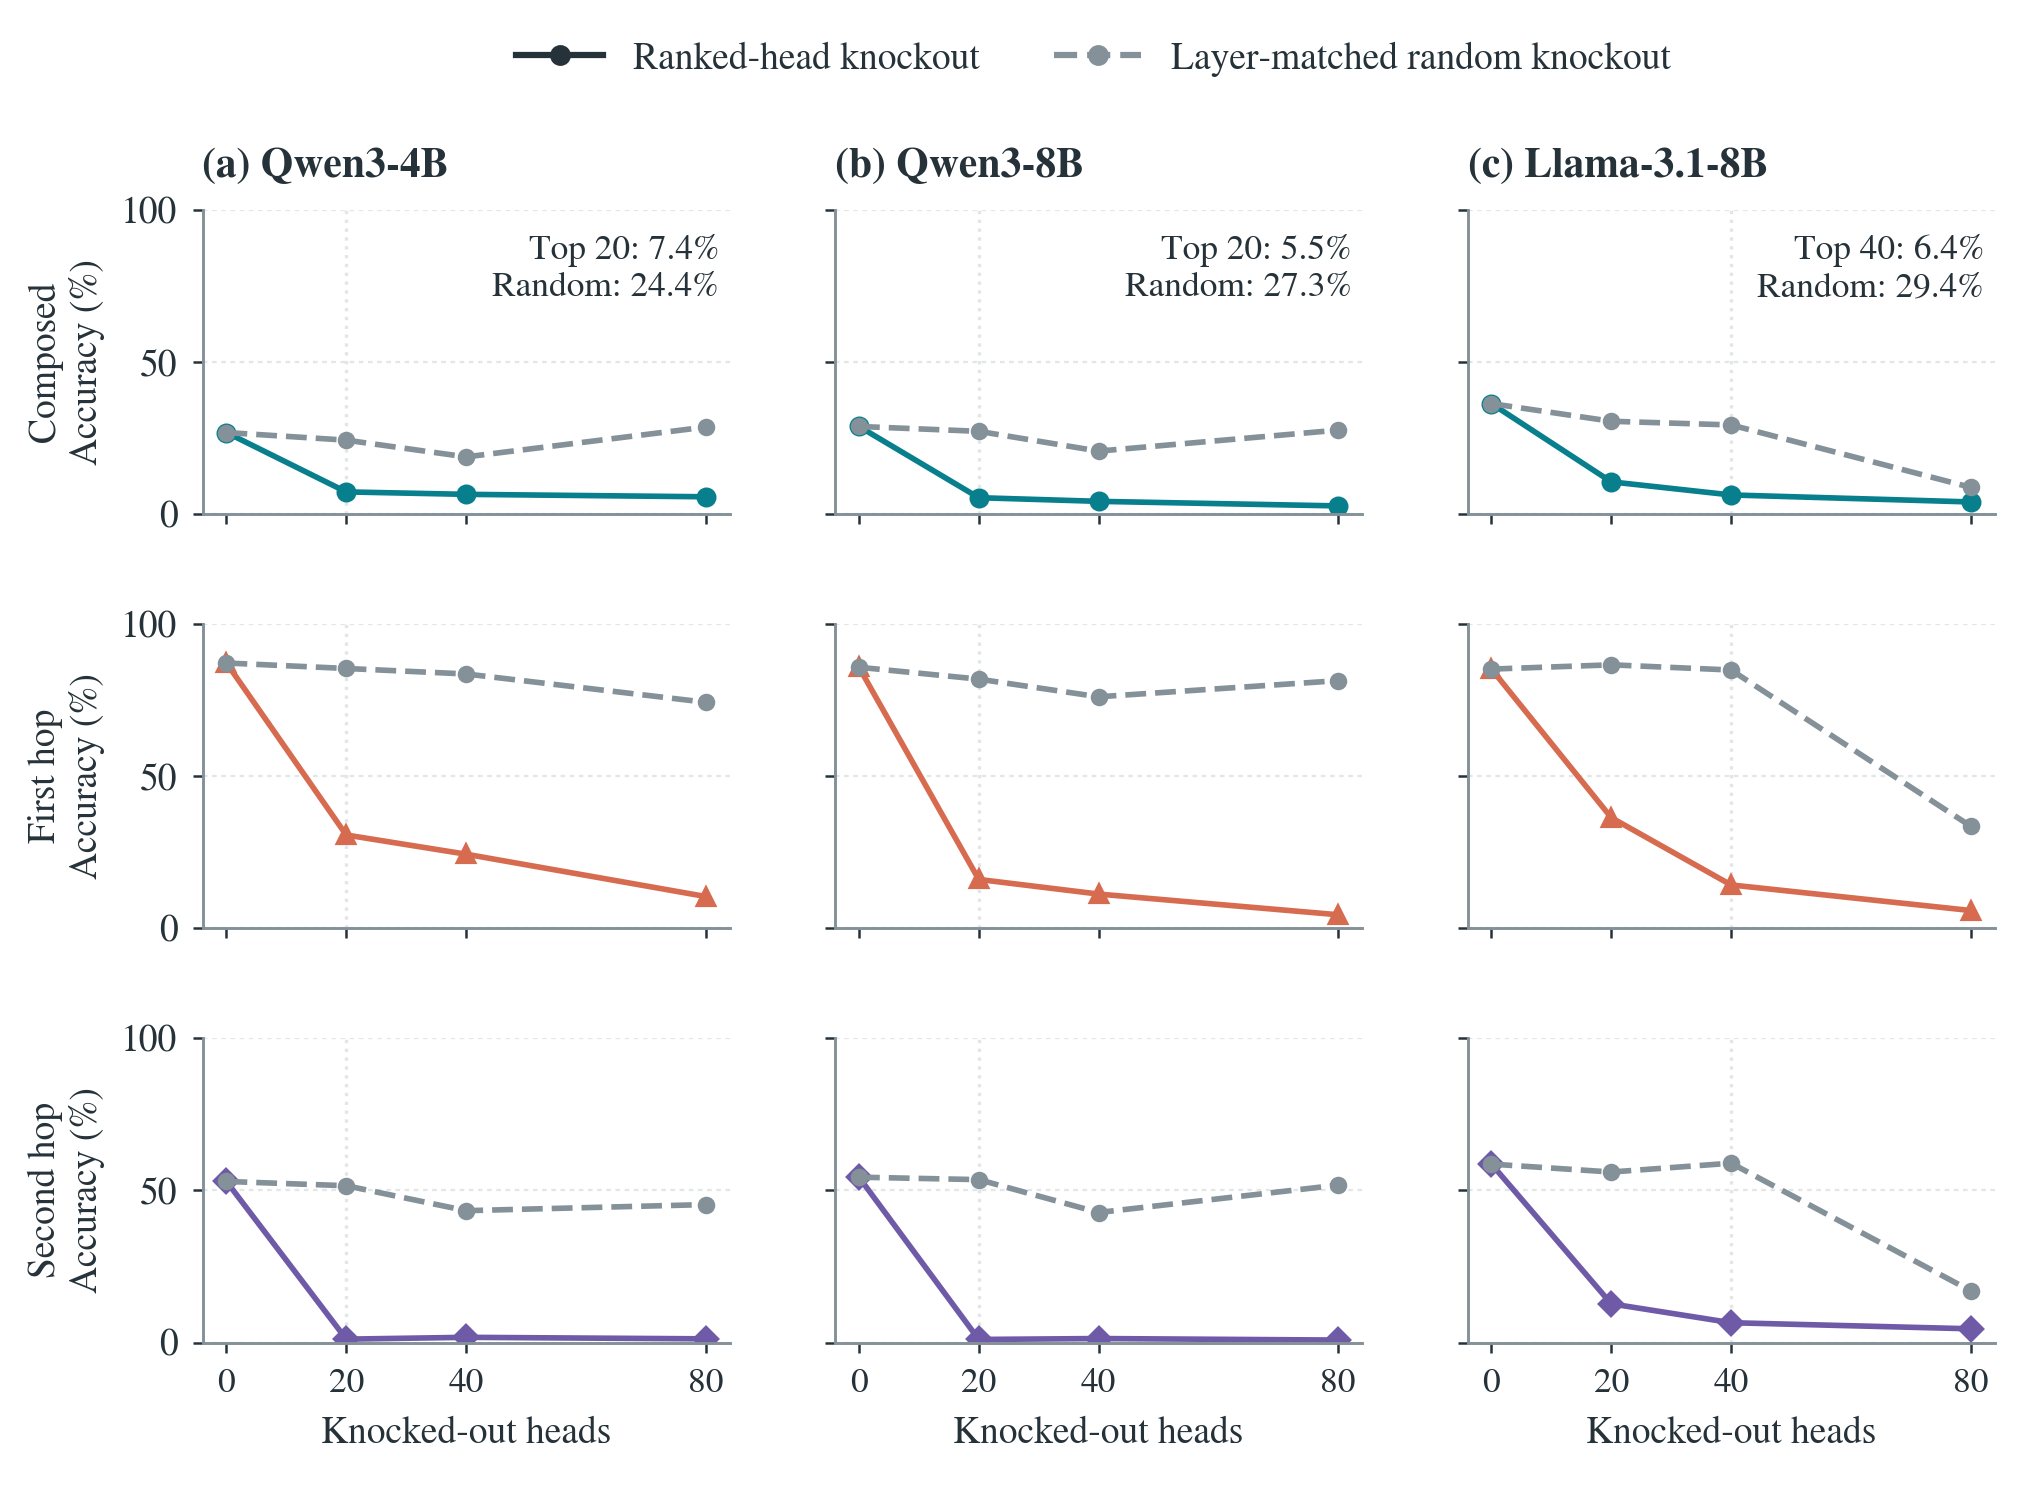 Ranked-head knockout
Layer-matched random knockout
(a) Qwen3-4B
(b) Qwen3-8B
(c) Llama-3.1-8B
Composed
Accuracy (%)
100
50
0
Top 20: 7.4%
Random: 24.4%
Top 20: 5.5%
Random: 27.3%
Top 40: 6.4%
Random: 29.4%
First hop
Accuracy (%)
100
50
0
Second hop
Accuracy (%)
100
50
0
0 20 40 80
0 20 40 80
0 20 40 80
Knocked-out heads
Knocked-out heads
Knocked-out heads